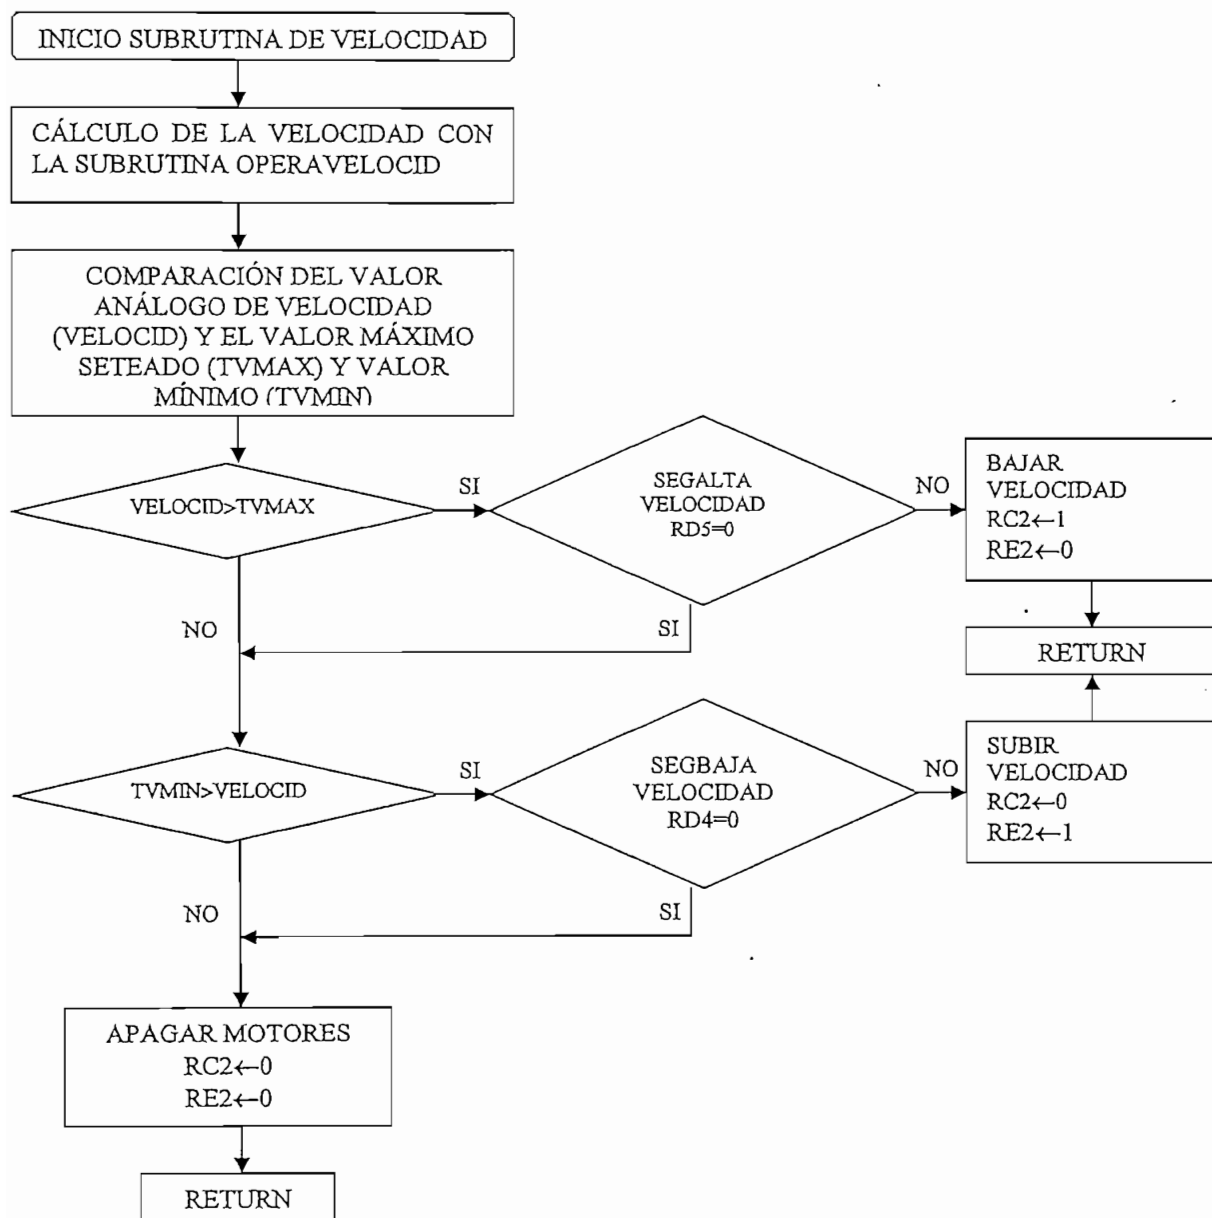 INICIO SUBRUTINA DE VELOCIDAD
CÁLCULO DE LA VELOCIDAD CON
LA SUBRUTINA OPERAVELOCID
COMPARACIÓN DEL VALOR
ANÁLOGO DE VELOCIDAD
(VELOCID) Y EL VALOR MÁXIMO
SETEADO (TVMAX) Y VALOR
MÍNIMO (TVMIN)
VELOCID>TVMAX
SI
SEGALTA
VELOCIDAD
RD5=0
NO
BAJAR
VELOCIDAD
RC2←1
RE2←0
NO
SI
RETURN
TVMIN>VELOCID
SI
SEGBAJA
VELOCIDAD
RD4=0
NO
SUBIR
VELOCIDAD
RC2←0
RE2←1
NO
SI
APAGAR MOTORES
RC2←0
RE2←0
RETURN